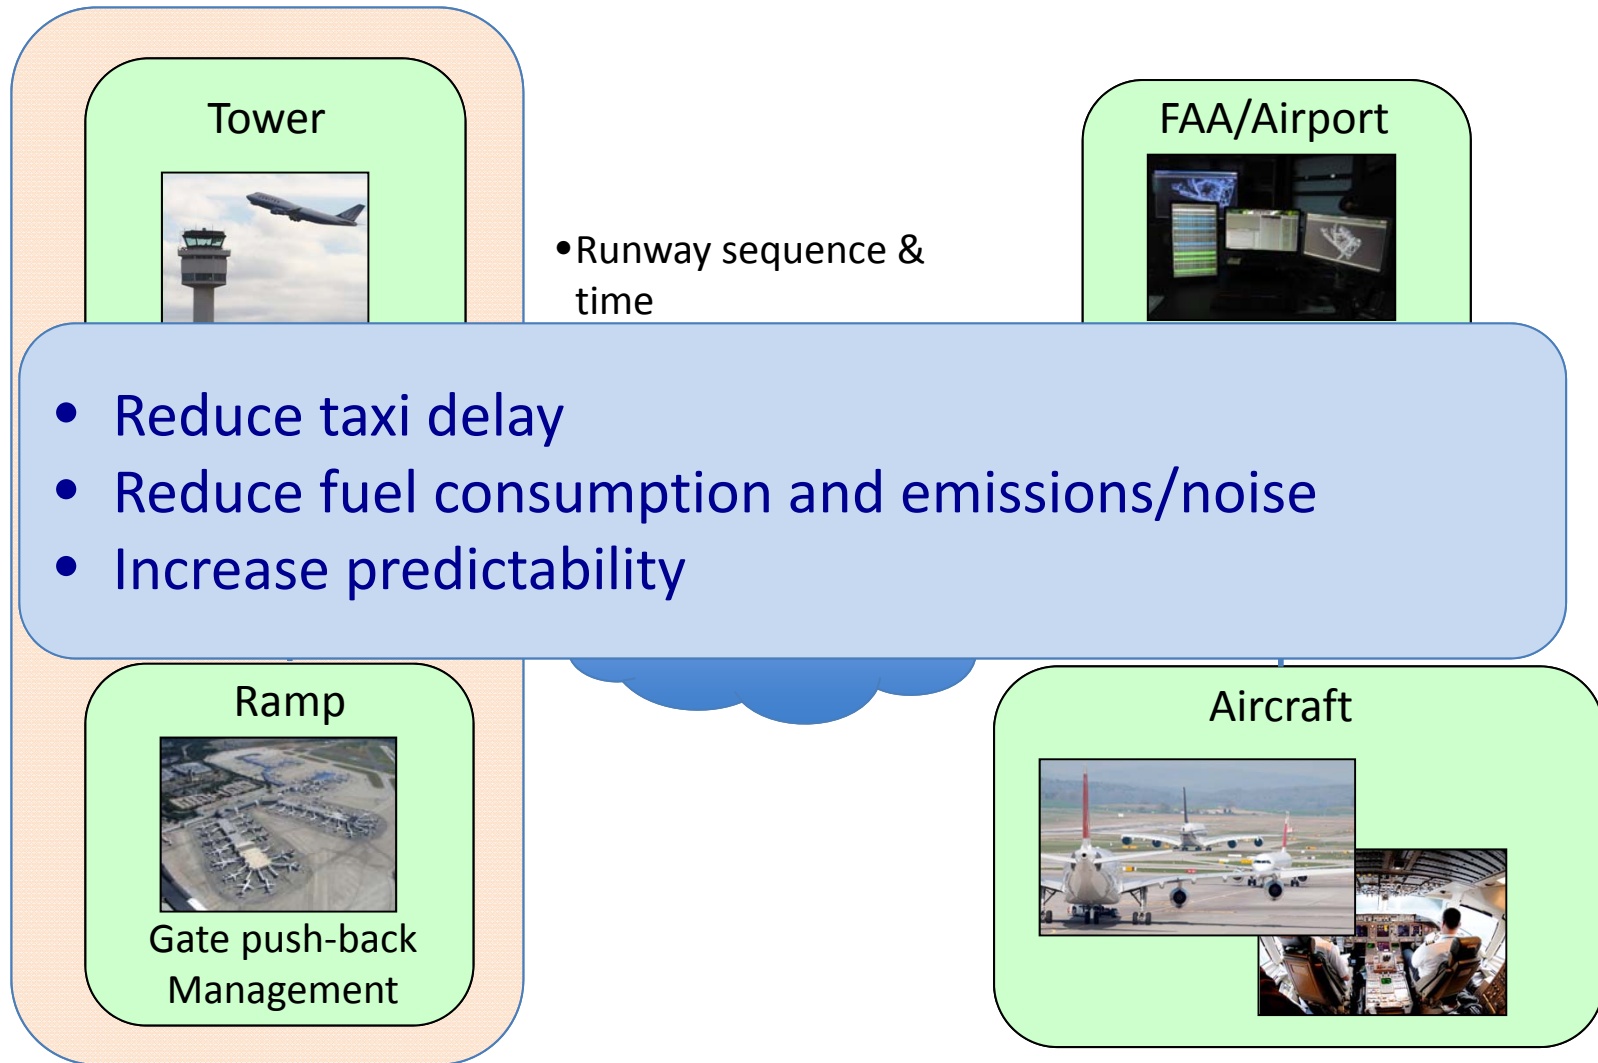 Tower
FAA/Airport
•Runway sequence &
time
• Reduce taxi delay
• Reduce fuel consumption and emissions/noise
• Increase predictability
Ramp
Gate push-back
Management
Aircraft